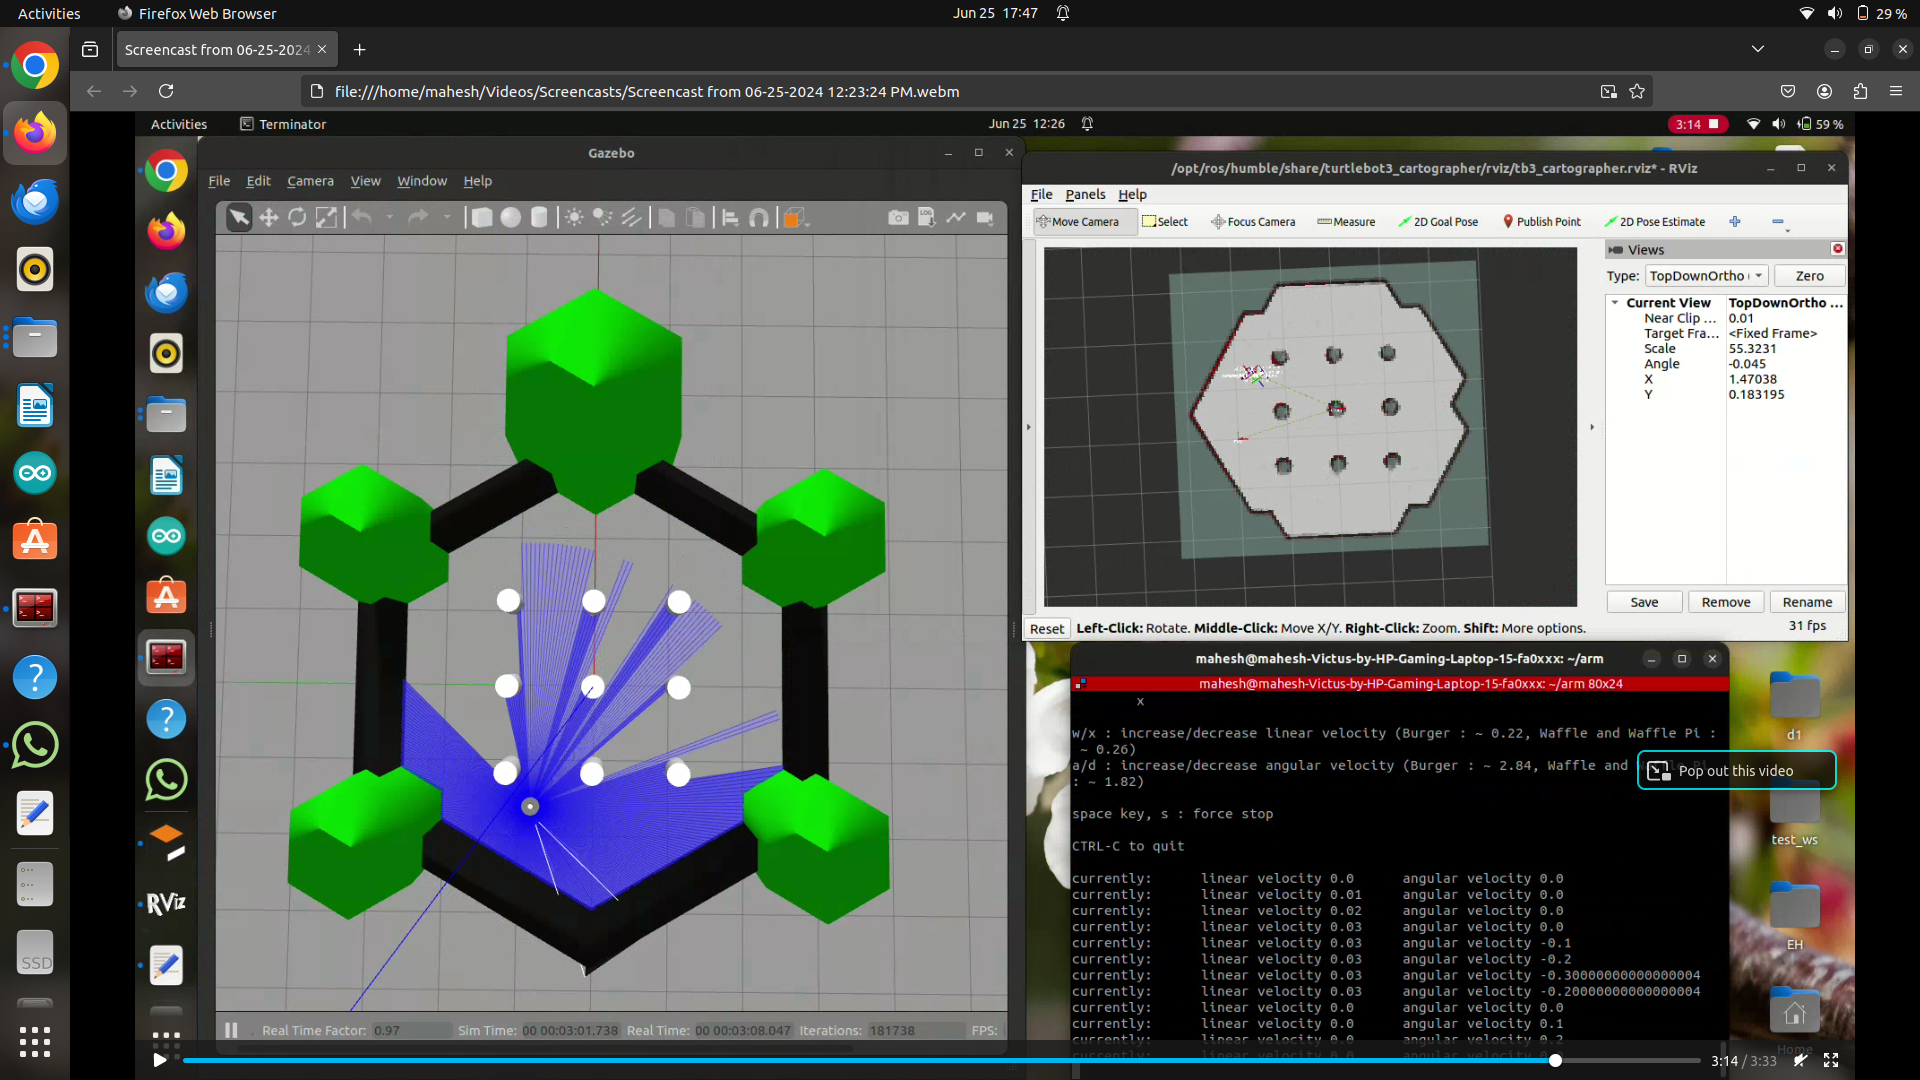 Activities
Firefox Web Browser
Jun 25 17:47
29 %
Screencast from 06-25-2024
file:///home/mahesh/Videos/Screencasts/Screencast from 06-25-2024 12:23:24 PM.webm
Activities
Terminator
Jun 25 12:26
3:14
59 %
Gazebo
File Edit Camera View Window Help
/opt/ros/humble/share/turtlebot3_cartographer/rviz/tb3_cartographer.rviz* - RViz
File Panels Help
Move Camera Select Focus Camera Measure 2D Goal Pose Publish Point 2D Pose Estimate
Views
Type: TopDownOrtho Zero
Current View TopDownOrtho ...
Near Clip ... 0.01
Target Fra... <Fixed Frame>
Scale 55.3231
Angle -0.045
X 1.47038
Y 0.183195
Save Remove Rename
Reset Left-Click: Rotate. Middle-Click: Move X/Y. Right-Click: Zoom. Shift: More options. 31 fps
mahesh@mahesh-Victus-by-HP-Gaming-Laptop-15-fa0xxx: ~/arm
mahesh@mahesh-Victus-by-HP-Gaming-Laptop-15-fa0xxx: ~/arm 80x24
x
w/x : increase/decrease linear velocity (Burger : ~ 0.22, Waffle and Waffle Pi :
~ 0.26)
a/d : increase/decrease angular velocity (Burger : ~ 2.84, Waffle and
: ~ 1.82)
space key, s : force stop
CTRL-C to quit
currently: linear velocity 0.0 angular velocity 0.0
currently: linear velocity 0.01 angular velocity 0.0
currently: linear velocity 0.02 angular velocity 0.0
currently: linear velocity 0.03 angular velocity 0.0
currently: linear velocity 0.03 angular velocity -0.1
currently: linear velocity 0.03 angular velocity -0.2
currently: linear velocity 0.03 angular velocity -0.30000000000000004
currently: linear velocity 0.03 angular velocity -0.20000000000000004
currently: linear velocity 0.0 angular velocity 0.0
currently: linear velocity 0.0 angular velocity 0.1
currently: linear velocity 0.0 angular velocity 0.2
Pop out this video
d1
test_ws
EH
Home
SSD
RViz
Real Time Factor: 0.97 Sim Time: 00 00:03:01.738 Real Time: 00 00:03:08.047 Iterations: 181738 FPS:
3:14 / 3:33